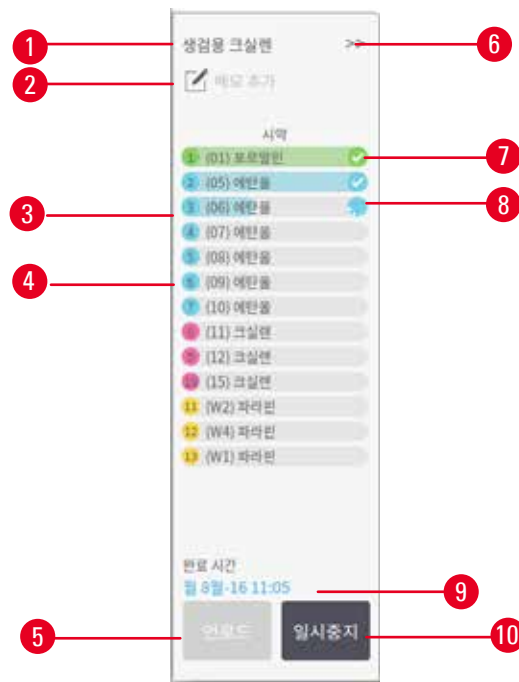 1 생검용 크실렌 >> 6
2 메모 추가
시약
1 (01) 포르말린 7
2 (05) 에탄올
3 3 (06) 에탄올 8
4 (07) 에탄올
5 (08) 에탄올
4 6 (09) 에탄올
7 (10) 에탄올
8 (11) 크실렌
9 (12) 크실렌
10 (15) 크실렌
11 (W2) 파라핀
12 (W4) 파라핀
13 (W1) 파라핀
완료 시간
월 8월-16 11:05 9
5 언로드 일시중지 10